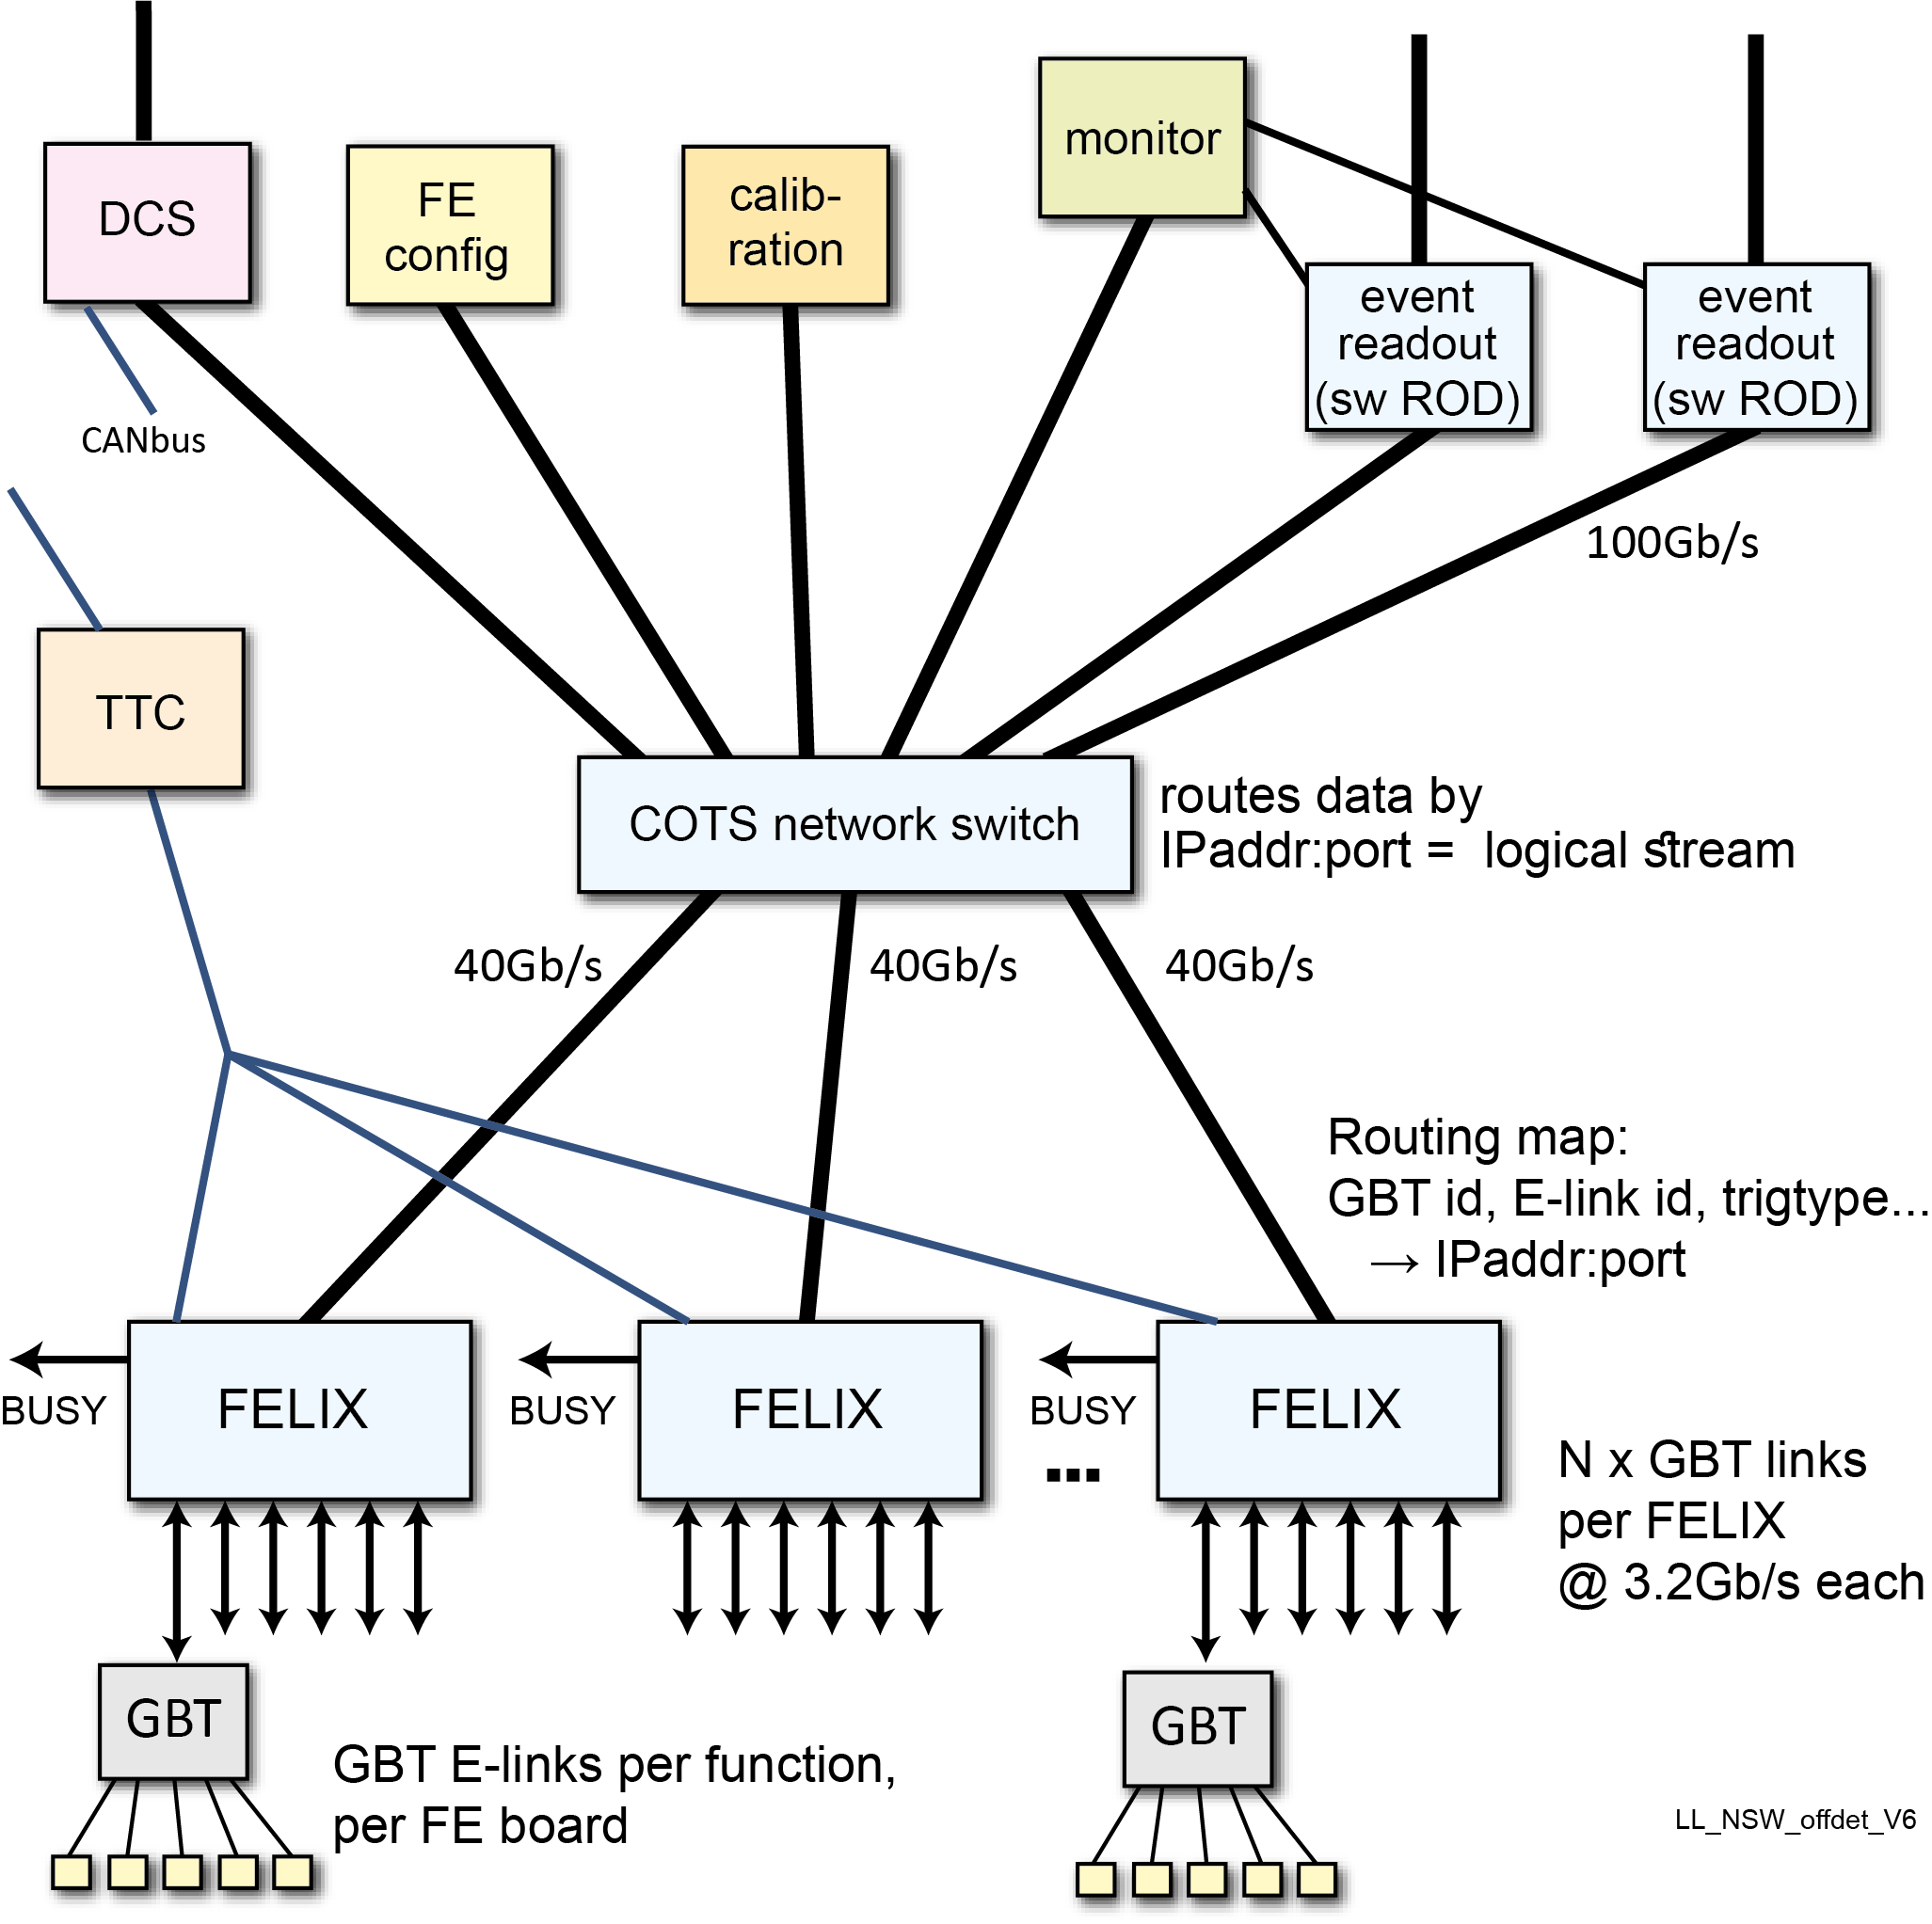 monitor
DCS
FE
config
calib-
ration
event
readout
(sw ROD)
event
readout
(sw ROD)
CANbus
100Gb/s
TTC
COTS network switch
routes data by
IPaddr:port =  logical stream
40Gb/s
40Gb/s
40Gb/s
Routing map:
GBT id, E-link id, trigtype...
→ IPaddr:port
BUSY
FELIX
BUSY
FELIX
BUSY
FELIX
...
N x GBT links
per FELIX
@ 3.2Gb/s each
GBT
GBT
GBT E-links per function,
per FE board
LL_NSW_offdet_V6